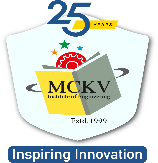 25
YEARS
MCKV
Institute of Engineering
Estd. 1999
Inspiring Innovation